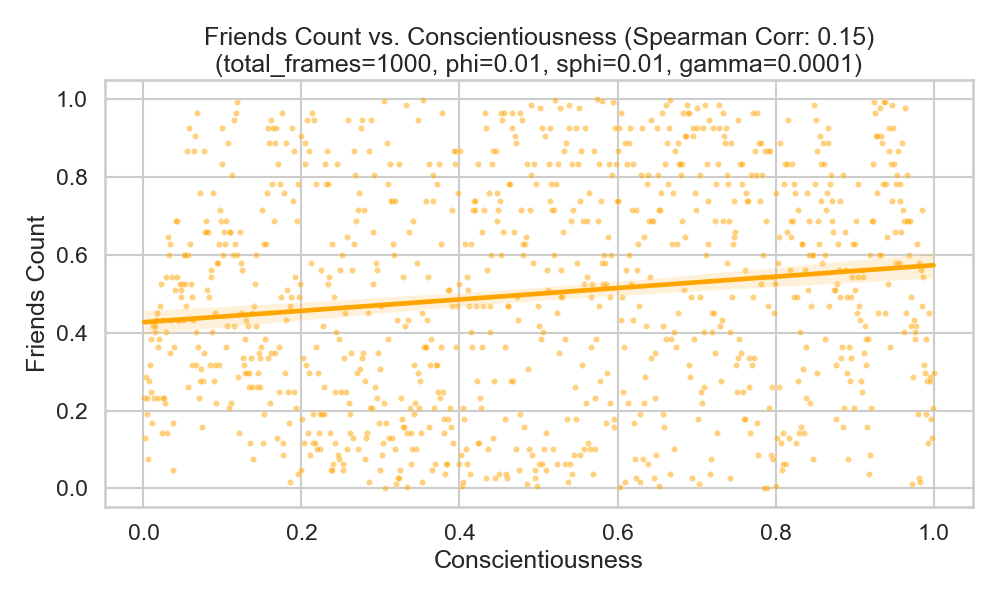 Friends Count vs. Conscientiousness (Spearman Corr: 0.15)
(total_frames=1000, phi=0.01, sphi=0.01, gamma=0.0001)
Friends Count
1.0
0.8
0.6
0.4
0.2
0.0
0.0 0.2 0.4 0.6 0.8 1.0
Conscientiousness